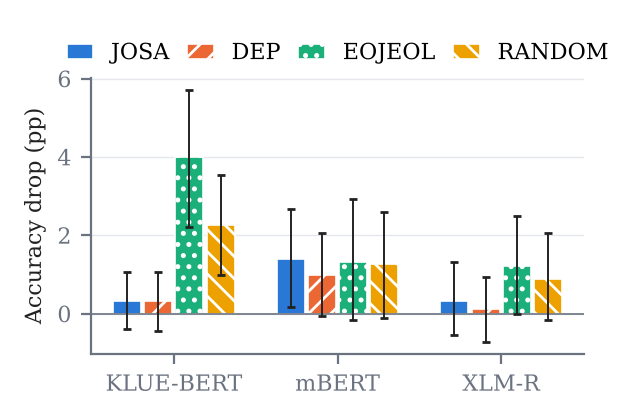 JOSA DEP EOJEOL RANDOM
Accuracy drop (pp)
6
4
2
0
KLUE-BERT mBERT XLM-R